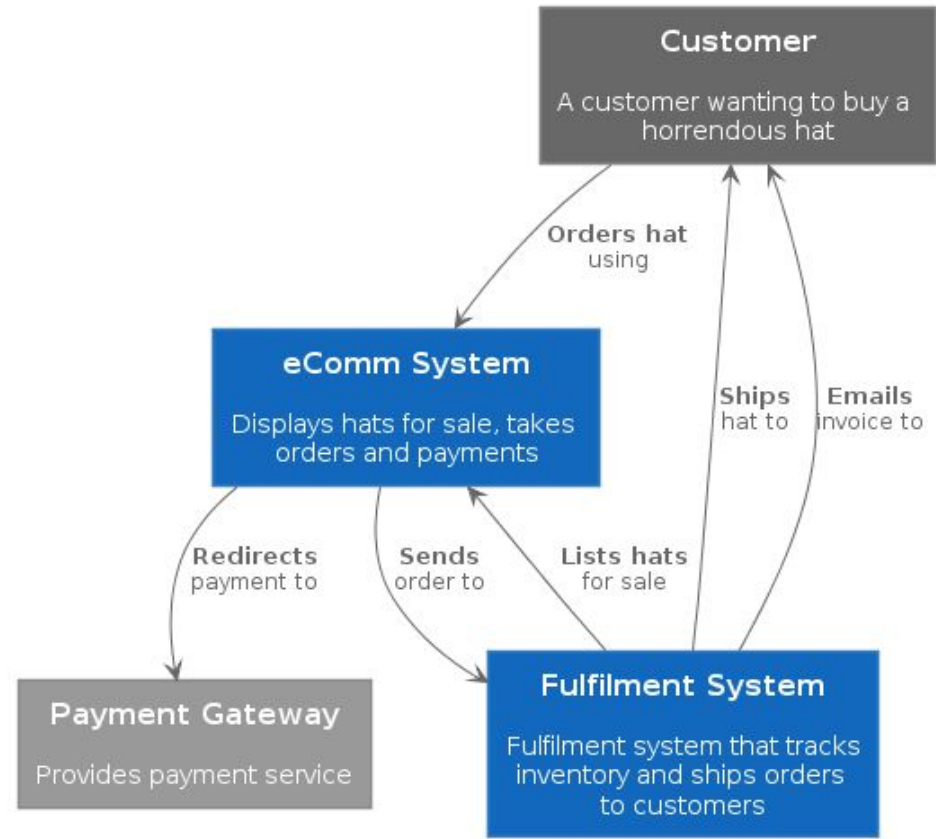 Customer
A customer wanting to buy a
horrendous hat
Orders hat
using
eComm System
Displays hats for sale, takes
orders and payments
Ships
hat to
Emails
invoice to
Redirects
payment to
Sends
order to
Lists hats
for sale
Payment Gateway
Provides payment service
Fulfilment System
Fulfilment system that tracks
inventory and ships orders
to customers